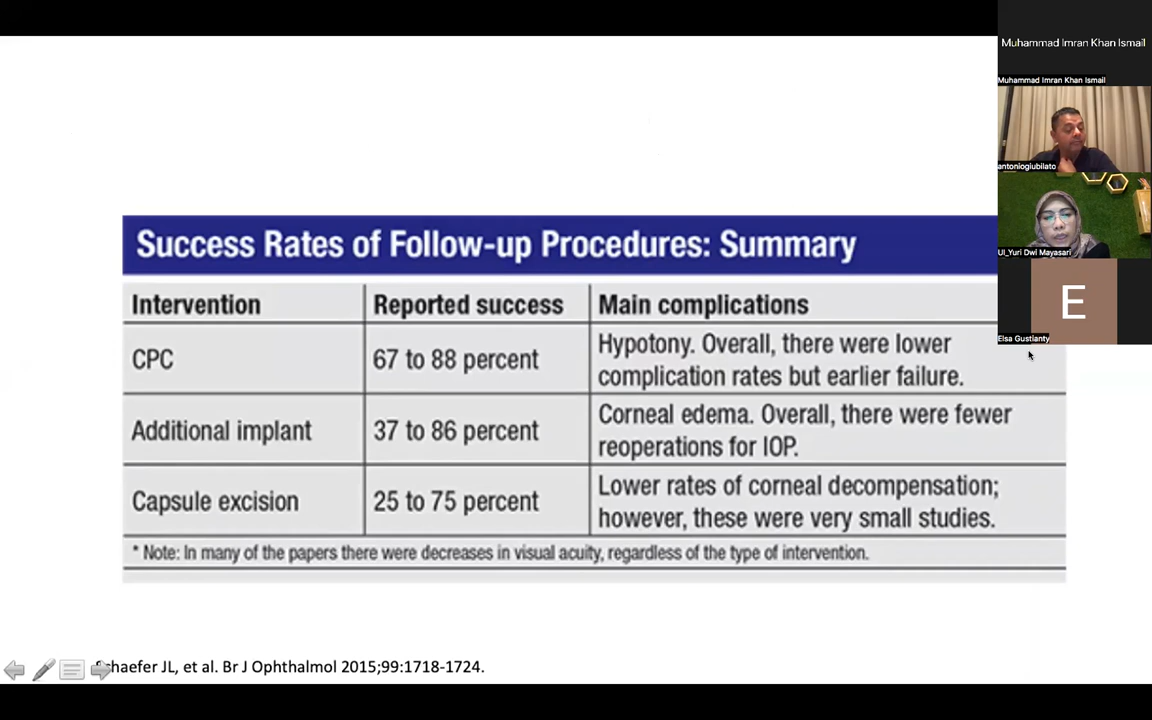 Muhammad Imran Khan Ismail
Muhammad Imran Khan Ismail
antoniogiubilato
UI_Yuri Dwi Mayasari
E
Elsa Gustianty
Success Rates of Follow-up Procedures: Summary
Intervention Reported success Main complications
CPC 67 to 88 percent Hypotony. Overall, there were lower
complication rates but earlier failure.
Additional implant 37 to 86 percent Corneal edema. Overall, there were fewer
reoperations for IOP.
Capsule excision 25 to 75 percent Lower rates of corneal decompensation;
however, these were very small studies.
* Note: In many of the papers there were decreases in visual acuity, regardless of the type of intervention.
Schaefer JL, et al. Br J Ophthalmol 2015;99:1718-1724.